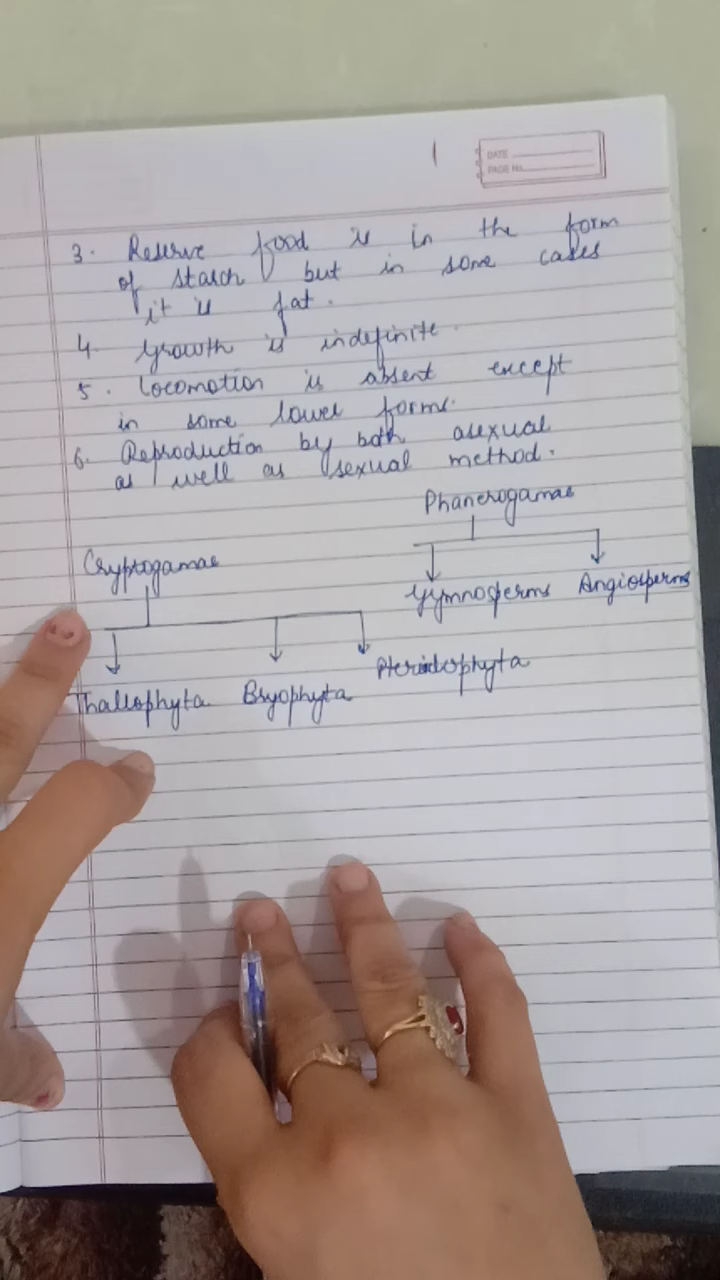 DATE
PAGE No.
3. Reserve food is in the form
of starch but in some cases
it is fat.
4. Growth is indefinite.
5. Locomotion is absent except
in some lower forms.
6. Reproduction by both asexual
as well as sexual method.
Phanerogamae
Cryptogamae
Gymnosperms Angiosperms
Pteridophyta
Thallophyta Bryophyta